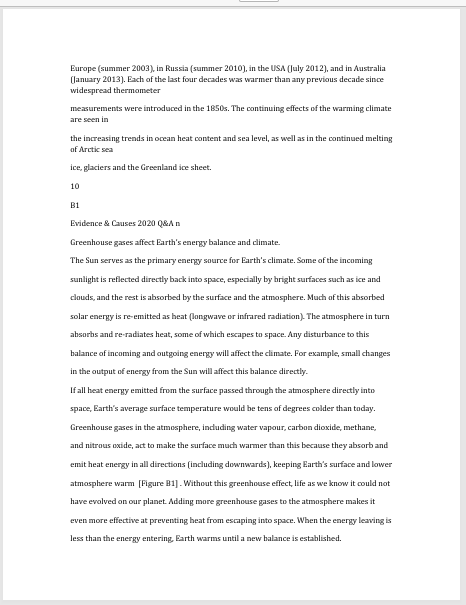 Europe (summer 2003), in Russia (summer 2010), in the USA (July 2012), and in Australia
(January 2013). Each of the last four decades was warmer than any previous decade since
widespread thermometer
measurements were introduced in the 1850s. The continuing effects of the warming climate
are seen in
the increasing trends in ocean heat content and sea level, as well as in the continued melting
of Arctic sea
ice, glaciers and the Greenland ice sheet.
10
B1
Evidence & Causes 2020 Q&A n
Greenhouse gases affect Earth's energy balance and climate.
The Sun serves as the primary energy source for Earth's climate. Some of the incoming
sunlight is reflected directly back into space, especially by bright surfaces such as ice and
clouds, and the rest is absorbed by the surface and the atmosphere. Much of this absorbed
solar energy is re-emitted as heat (longwave or infrared radiation). The atmosphere in turn
absorbs and re-radiates heat, some of which escapes to space. Any disturbance to this
balance of incoming and outgoing energy will affect the climate. For example, small changes
in the output of energy from the Sun will affect this balance directly.
If all heat energy emitted from the surface passed through the atmosphere directly into
space, Earth's average surface temperature would be tens of degrees colder than today.
Greenhouse gases in the atmosphere, including water vapour, carbon dioxide, methane,
and nitrous oxide, act to make the surface much warmer than this because they absorb and
emit heat energy in all directions (including downwards), keeping Earth's surface and lower
atmosphere warm [Figure B1] . Without this greenhouse effect, life as we know it could not
have evolved on our planet. Adding more greenhouse gases to the atmosphere makes it
even more effective at preventing heat from escaping into space. When the energy leaving is
less than the energy entering, Earth warms until a new balance is established.